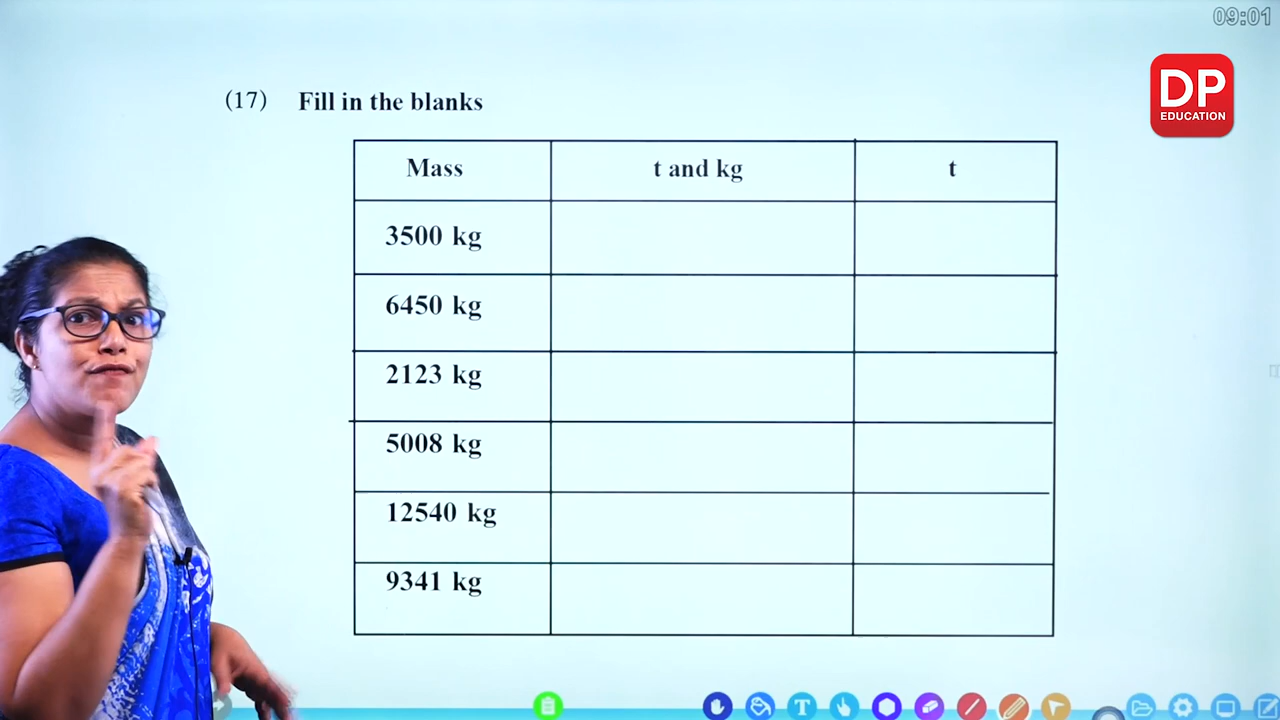 09:01
DP
EDUCATION
(17) Fill in the blanks
Mass t and kg t
3500 kg
6450 kg
2123 kg
5008 kg
12540 kg
9341 kg
T